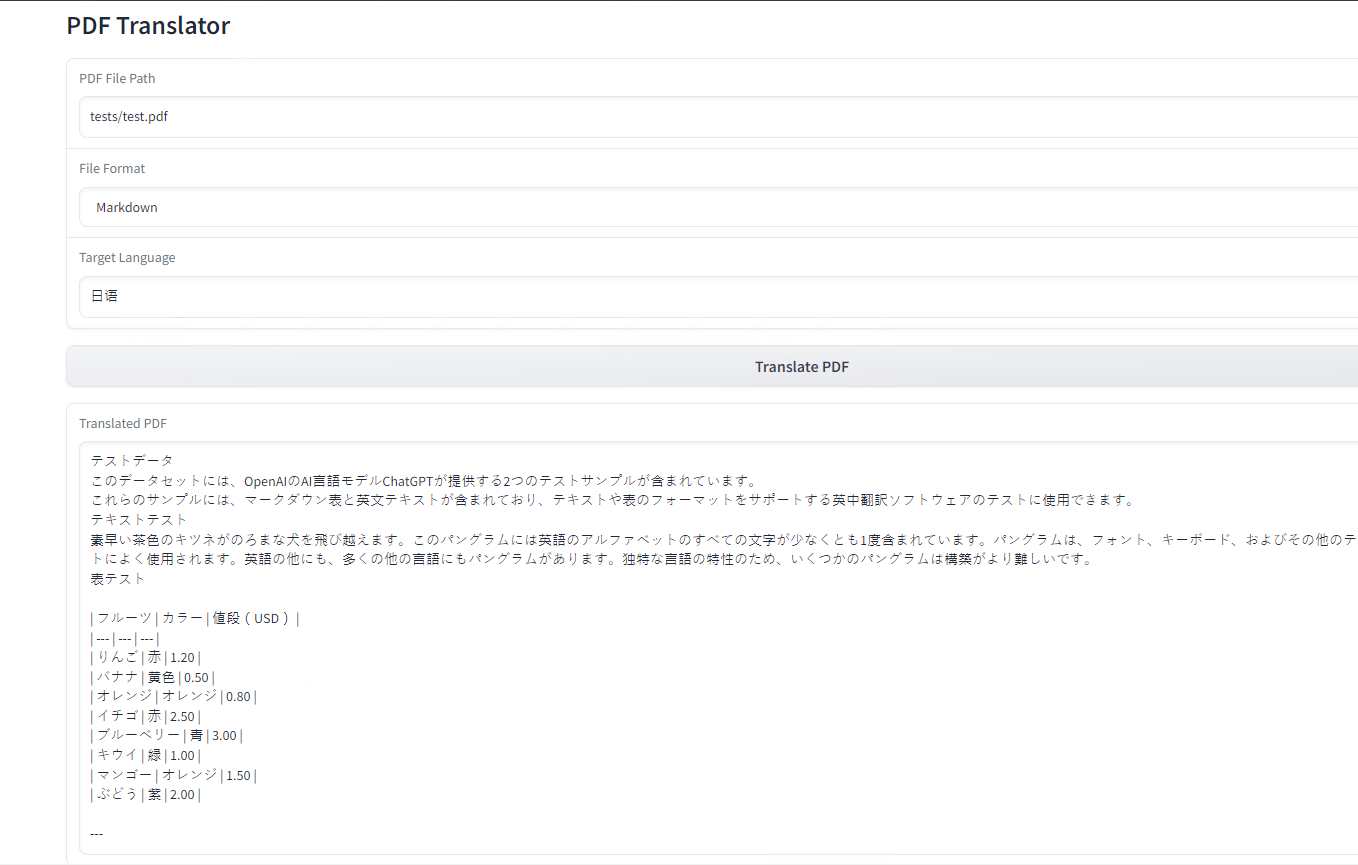 PDF Translator
PDF File Path
tests/test.pdf
File Format
Markdown
Target Language
日语
Translate PDF
Translated PDF
テストデータ
このデータセットには、OpenAIのAI言語モデルChatGPTが提供する2つのテストサンプルが含まれています。
これらのサンプルには、マークダウン表と英文テキストが含まれており、テキストや表のフォーマットをサポートする英中翻訳ソフトウェアのテストに使用できます。
テキストテスト
素早い茶色のキツネがのろまな犬を飛び越えます。このパングラムには英語のアルファベットのすべての文字が少なくとも1度含まれています。パングラムは、フォント、キーボード、およびその他のテ
トによく使用されます。英語の他にも、多くの他の言語にもパングラムがあります。独特な言語の特性のため、いくつかのパングラムは構築がより難しいです。
表テスト
| フルーツ | カラー | 値段（USD） |
| --- | --- | --- |
| りんご | 赤 | 1.20 |
| バナナ | 黄色 | 0.50 |
| オレンジ | オレンジ | 0.80 |
| イチゴ | 赤 | 2.50 |
| ブルーベリー | 青 | 3.00 |
| キウイ | 緑 | 1.00 |
| マンゴー | オレンジ | 1.50 |
| ぶどう | 紫 | 2.00 |
---